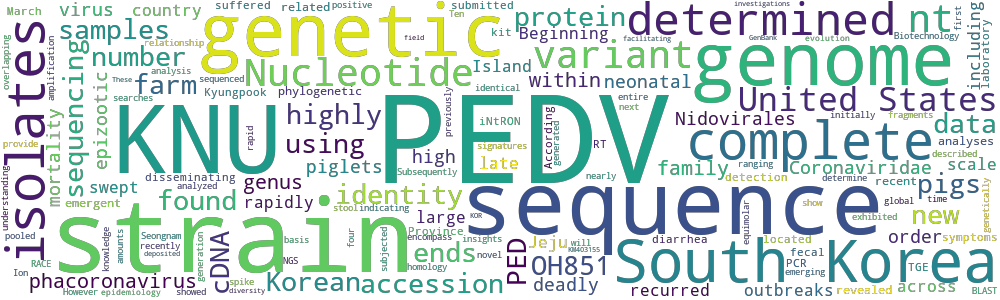 March
suffered
related
positive
Ten
submitted
overlapping
virus
country
genetic
determined
nt
including
laboratory
amplification
isolates
samples
These
relationship
stool
number
sequencing
Nucleotide
protein
kit
Beginning
variant
genome
field
facilitating
investigations
GenBank
evolution
first
Biotechnology
farm
analysis
sequenced
Kyungpook
phylogenetic
Island
within
neonatal
United States
entire
next
identical
searches
epizootic
mortality
KNU
PEDV
highly
using
iNtRON
previously
According
generated
RT
Nidovirales
data
analyses
described
fragments
initially
provide
signatures
Subsequently
nearly
rapid
piglets
high
late
complete
disseminating
analyzed
swept
emergent
found
genus
rapidly
identity
family
Coronaviridae
scale
ranging
detection
determine
recent
global
time
understanding
pooled
RACE
Ion
strain
sequence
pigs
new
genetically
indicating
large
Province
encompass
recently
deposited
Seongnam
knowledge
amounts
cDNA
generation
NGS
basis
four
subjected
KOR
insights
novel
homology
spike
diversity
ends
PED
Jeju
OH851
deadly
will
KM403155
show
equimolar
diarrhea
located
PCR
emerging
fecal
TGE
order
exhibited
symptoms
across
phacoronavirus
However
epidemiology
showed
Korean
accession
South Korea
recurred
outbreaks
revealed
BLAST